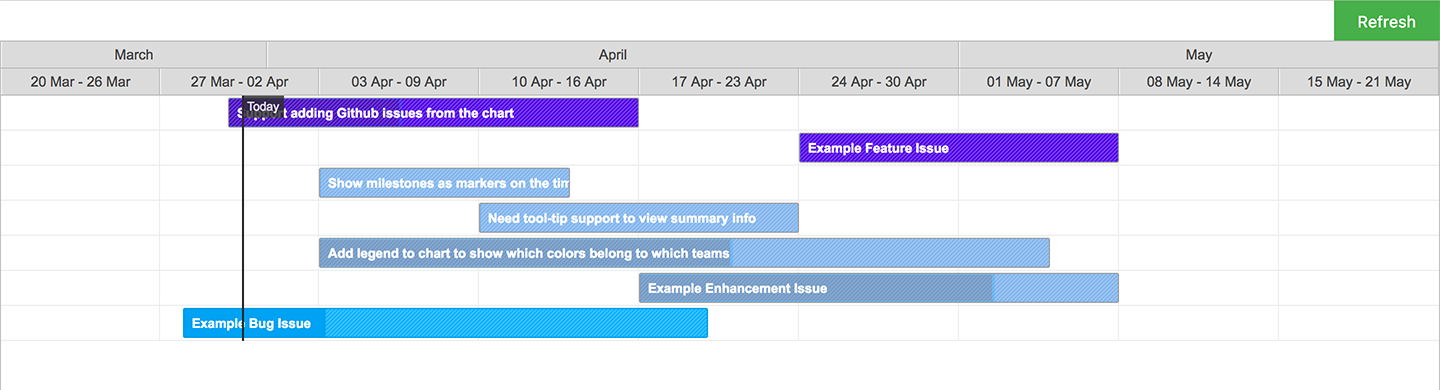 Refresh
March April May
20 Mar - 26 Mar 27 Mar - 02 Apr 03 Apr - 09 Apr 10 Apr - 16 Apr 17 Apr - 23 Apr 24 Apr - 30 Apr 01 May - 07 May 08 May - 14 May 15 May - 21 May
Today
Support adding Github issues from the chart
Example Feature Issue
Show milestones as markers on the tim
Need tool-tip support to view summary info
Add legend to chart to show which colors belong to which teams
Example Enhancement Issue
Example Bug Issue